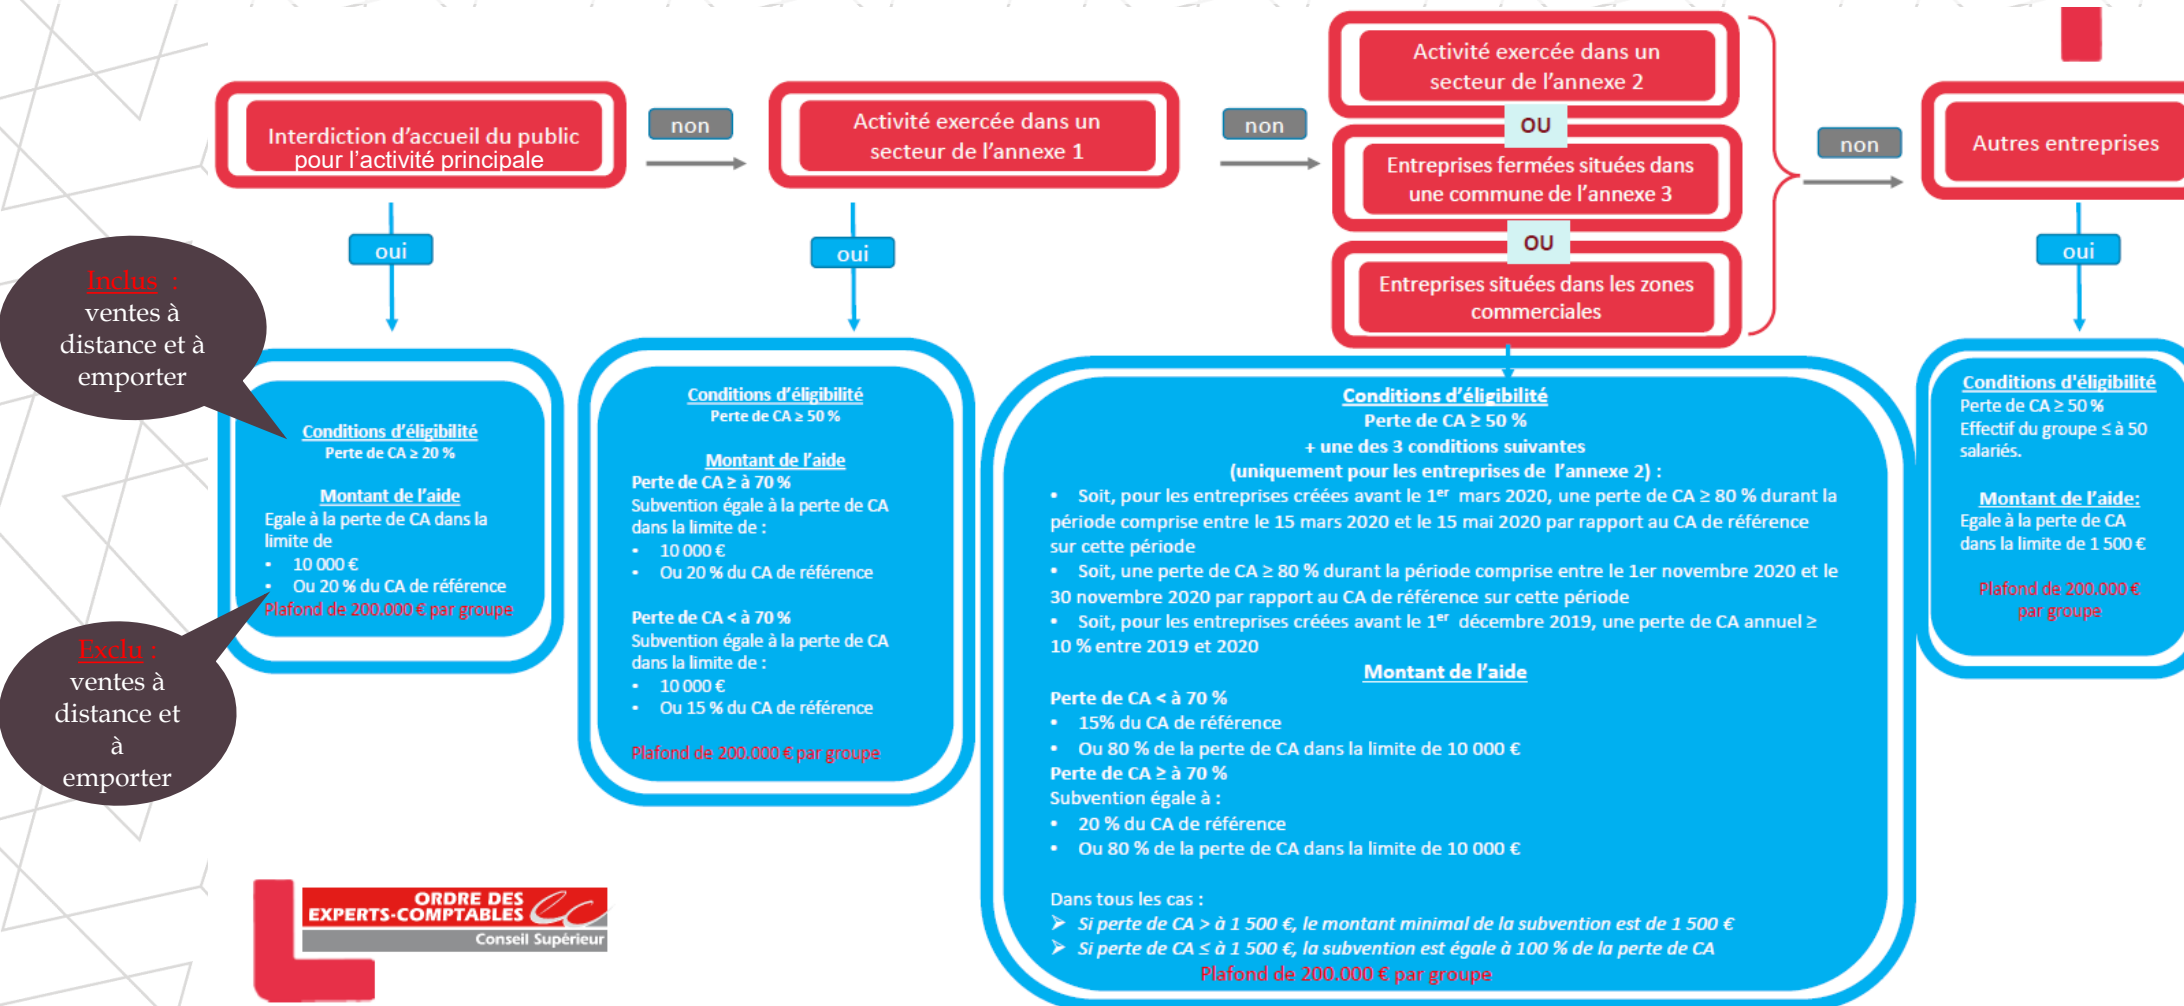 Interdiction d’accueil du public
pour l’activité principale
non
Activité exercée dans un
secteur de l’annexe 1
non
Activité exercée dans un
secteur de l’annexe 2
OU
Entreprises fermées situées dans
une commune de l’annexe 3
OU
Entreprises situées dans les zones
commerciales
non
Autres entreprises
oui
oui
oui
Inclus :
ventes à
distance et à
emporter
Conditions d’éligibilité
Perte de CA ≥ 20 %
Montant de l’aide
Egale à la perte de CA dans la
limite de
• 10 000 €
• Ou 20 % du CA de référence
Plafond de 200.000 € par groupe
Exclu :
ventes à
distance et
à
emporter
Conditions d’éligibilité
Perte de CA ≥ 50 %
Montant de l’aide
Perte de CA ≥ à 70 %
Subvention égale à la perte de CA
dans la limite de :
• 10 000 €
• Ou 20 % du CA de référence
Perte de CA < à 70 %
Subvention égale à la perte de CA
dans la limite de :
• 10 000 €
• Ou 15 % du CA de référence
Plafond de 200.000 € par groupe
Conditions d’éligibilité
Perte de CA ≥ 50 %
+ une des 3 conditions suivantes
(uniquement pour les entreprises de l’annexe 2) :
• Soit, pour les entreprises créées avant le 1er mars 2020, une perte de CA ≥ 80 % durant la
période comprise entre le 15 mars 2020 et le 15 mai 2020 par rapport au CA de référence
sur cette période
• Soit, une perte de CA ≥ 80 % durant la période comprise entre le 1er novembre 2020 et le
30 novembre 2020 par rapport au CA de référence sur cette période
• Soit, pour les entreprises créées avant le 1er décembre 2019, une perte de CA annuel ≥
10 % entre 2019 et 2020
Montant de l’aide
Perte de CA < à 70 %
• 15% du CA de référence
• Ou 80 % de la perte de CA dans la limite de 10 000 €
Perte de CA ≥ à 70 %
Subvention égale à :
• 20 % du CA de référence
• Ou 80 % de la perte de CA dans la limite de 10 000 €
Dans tous les cas :
➢ Si perte de CA > à 1 500 €, le montant minimal de la subvention est de 1 500 €
➢ Si perte de CA ≤ à 1 500 €, la subvention est égale à 100 % de la perte de CA
Plafond de 200.000 € par groupe
Conditions d'éligibilité
Perte de CA ≥ 50 %
Effectif du groupe ≤ à 50
salariés.
Montant de l’aide:
Egale à la perte de CA
dans la limite de 1 500 €
Plafond de 200.000 €
par groupe
ORDRE DES
EXPERTS-COMPTABLES
Conseil Supérieur